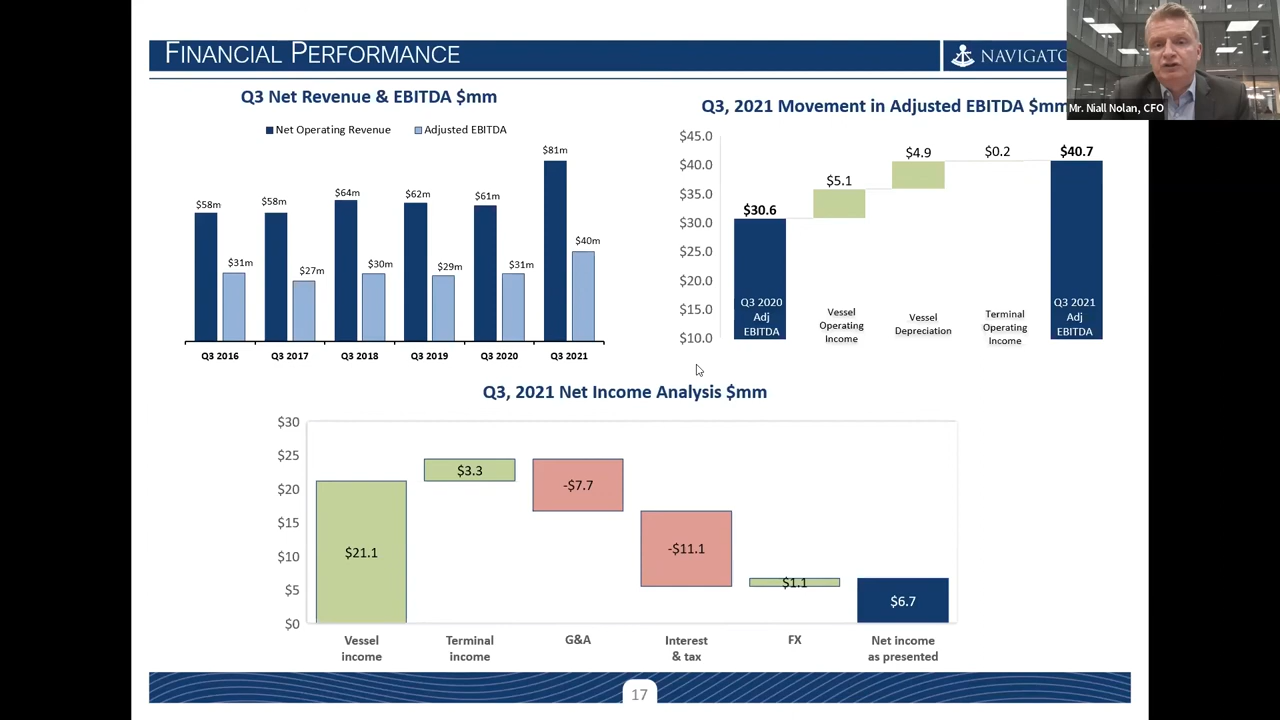 FINANCIAL PERFORMANCE
NAVIGATO
Mr. Niall Nolan, CFO
Q3 Net Revenue & EBITDA $mm
Net Operating Revenue
Adjusted EBITDA
$58m
$31m
$58m
$27m
$64m
$30m
$62m
$29m
$61m
$31m
$81m
$40m
Q3 2016
Q3 2017
Q3 2018
Q3 2019
Q3 2020
Q3 2021
Q3, 2021 Movement in Adjusted EBITDA $mm
$45.0
$40.0
$35.0
$30.0
$25.0
$20.0
$15.0
$10.0
$30.6
$5.1
$4.9
$0.2
$40.7
Q3 2020
Adj
EBITDA
Vessel
Operating
Income
Vessel
Depreciation
Terminal
Operating
Income
Q3 2021
Adj
EBITDA
Q3, 2021 Net Income Analysis $mm
$30
$25
$20
$15
$10
$5
$0
$21.1
$3.3
-$7.7
-$11.1
$1.1
$6.7
Vessel
income
Terminal
income
G&A
Interest
& tax
FX
Net income
as presented
17